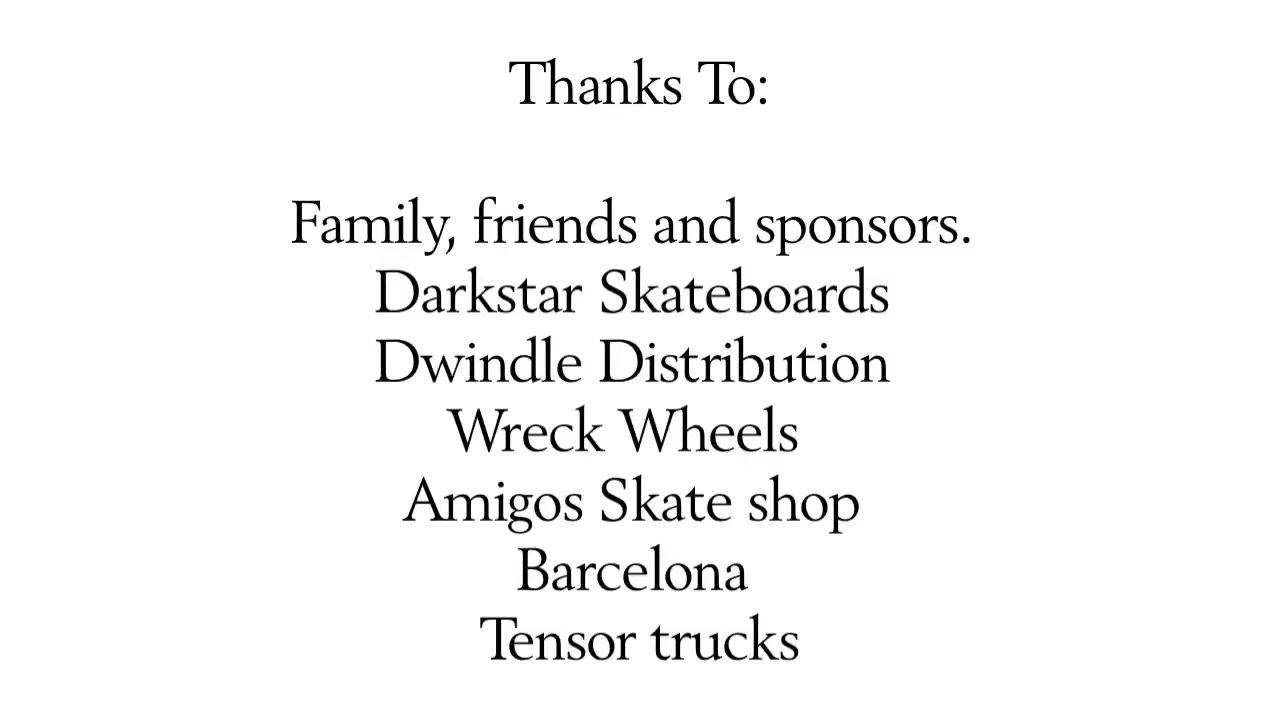 Thanks To:
Family, friends and sponsors.
Darkstar Skateboards
Dwindle Distribution
Wreck Wheels
Amigos Skate shop
Barcelona
Tensor trucks